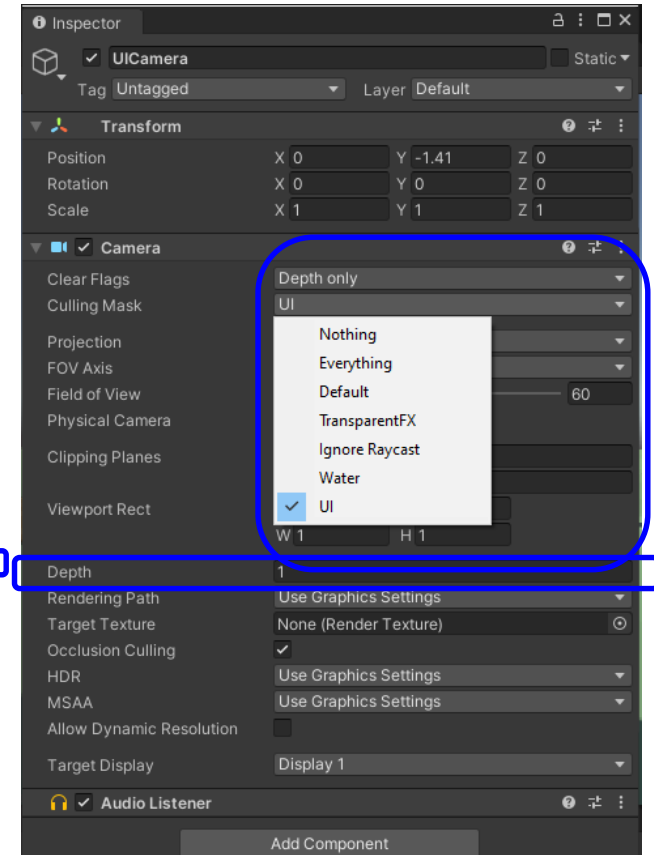 Inspector
UICamera Static
Tag Untagged Layer Default
Transform
Position X 0 Y -1.41 Z 0
Rotation X 0 Y 0 Z 0
Scale X 1 Y 1 Z 1
Camera
Clear Flags Depth only
Culling Mask UI
Nothing
Projection
Everything
FOV Axis
Default
Field of View 60
TransparentFX
Physical Camera
Ignore Raycast
Clipping Planes
Water
Viewport Rect UI
W 1 H 1
Depth 1
Rendering Path Use Graphics Settings
Target Texture None (Render Texture)
Occlusion Culling
HDR Use Graphics Settings
MSAA Use Graphics Settings
Allow Dynamic Resolution
Target Display Display 1
Audio Listener
Add Component